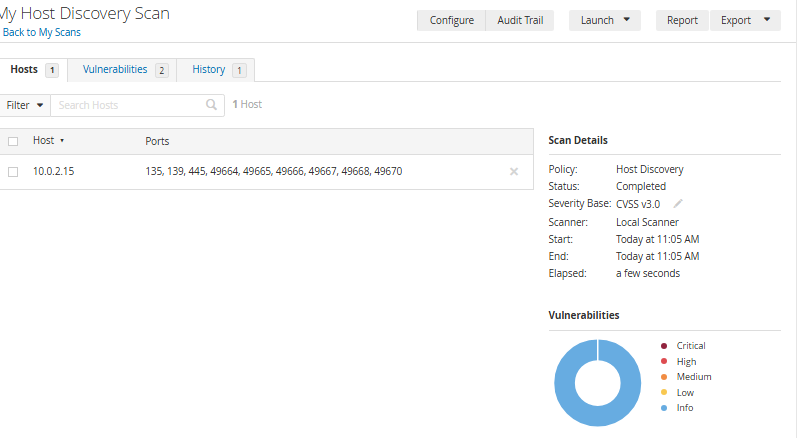 My Host Discovery Scan
Configure Audit Trail Launch Report Export
Back to My Scans
Hosts 1 Vulnerabilities 2 History 1
Filter Search Hosts 1 Host
Host Ports
10.0.2.15 135, 139, 445, 49664, 49665, 49666, 49667, 49668, 49670
Scan Details
Policy: Host Discovery
Status: Completed
Severity Base: CVSS v3.0
Scanner: Local Scanner
Start: Today at 11:05 AM
End: Today at 11:05 AM
Elapsed: a few seconds
Vulnerabilities
Critical
High
Medium
Low
Info